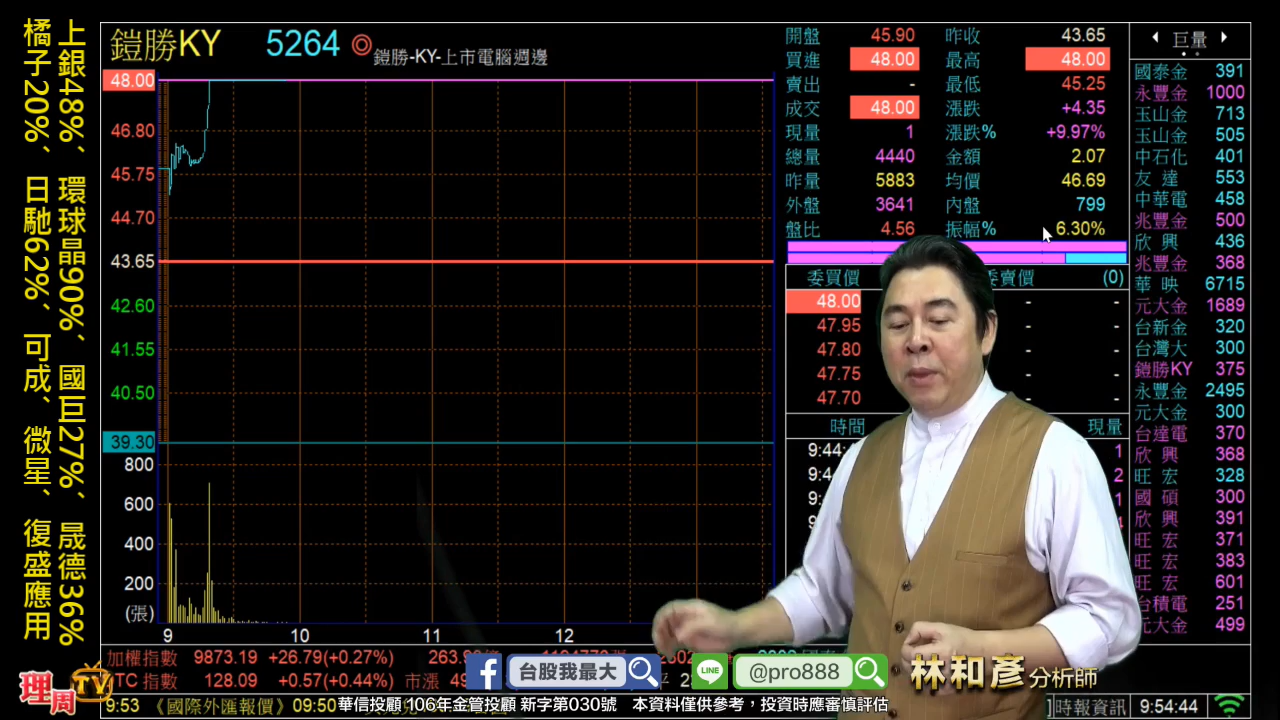 上銀48%、環球晶90%、國巨27%、晟德36%
橘子20%、日馳62%、可成、微星、復盛應用
鎧勝KY 5264 ◎ 鎧勝-KY-上市電腦週邊
48.00
46.80
45.75
44.70
43.65
42.60
41.55
40.50
39.30
800
600
400
200
(張)
9 10 11 12
開盤 45.90 昨收 43.65
買進 48.00 最高 48.00
賣出 - 最低 45.25
成交 48.00 漲跌 +4.35
現量 1 漲跌% +9.97%
總量 4440 金額 2.07
昨量 5883 均價 46.69
外盤 3641 內盤 799
盤比 4.56 振幅% 6.30%
委買價 委賣價 (0)
48.00 - -
47.95 - -
47.80 - -
47.75 - -
47.70 - -
時間 現量
9:44 1
2
1
巨量
國泰金 391
永豐金 1000
玉山金 713
玉山金 505
中石化 401
友達 553
中華電 458
兆豐金 500
欣興 436
兆豐金 368
華映 6715
元大金 1689
台新金 320
台灣大 300
鎧勝KY 375
永豐金 2495
元大金 300
台達電 370
欣興 368
旺宏 328
國碩 300
欣興 391
旺宏 371
旺宏 383
旺宏 601
台積電 251
元大金 499
加權指數 9873.19 +26.79(+0.27%)
TC 指數 128.09 +0.57(+0.44%) 市漲
理周TV
台股我最大
LINE
@pro888
林和彥 分析師
9:53 《國際外匯報價》 09:50
華信投顧 106年金管投顧 新字第030號 本資料僅供參考，投資時應審慎評估
時報資訊 9:54:44